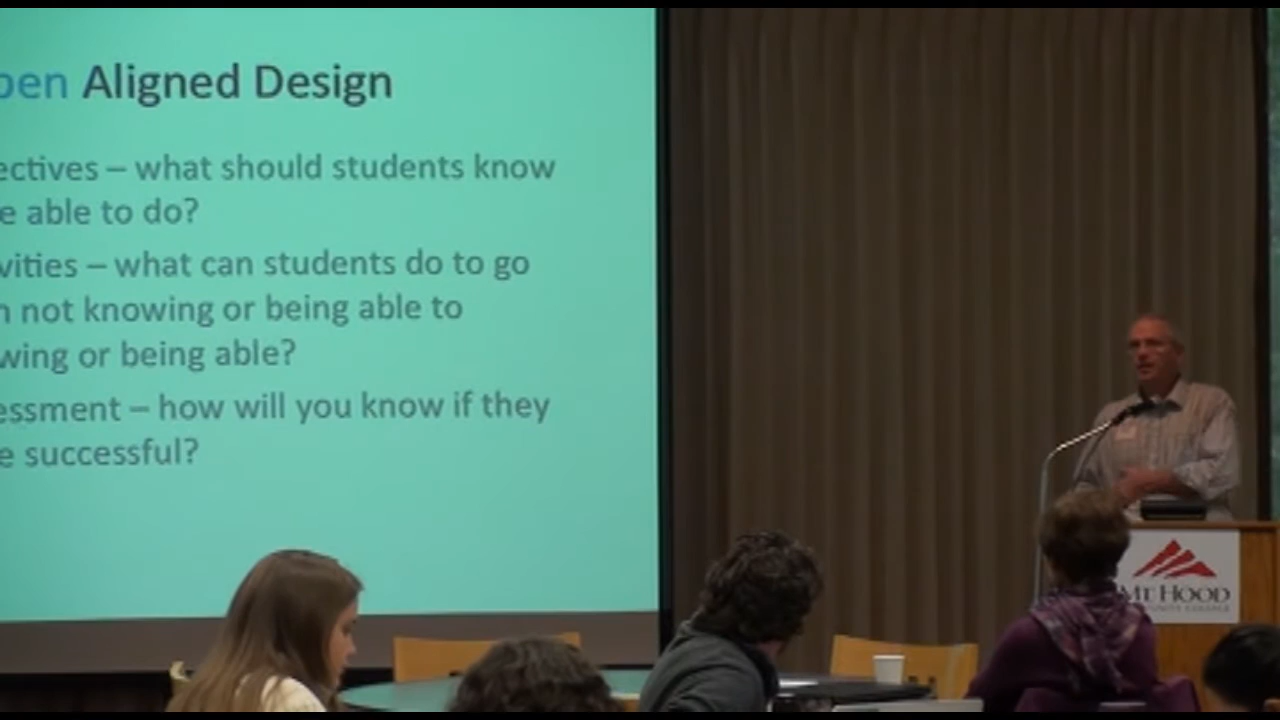 pen Aligned Design
ectives – what should students know
e able to do?
vities – what can students do to go
n not knowing or being able to
wing or being able?
essment – how will you know if they
e successful?
MT HOOD
COLLEGE